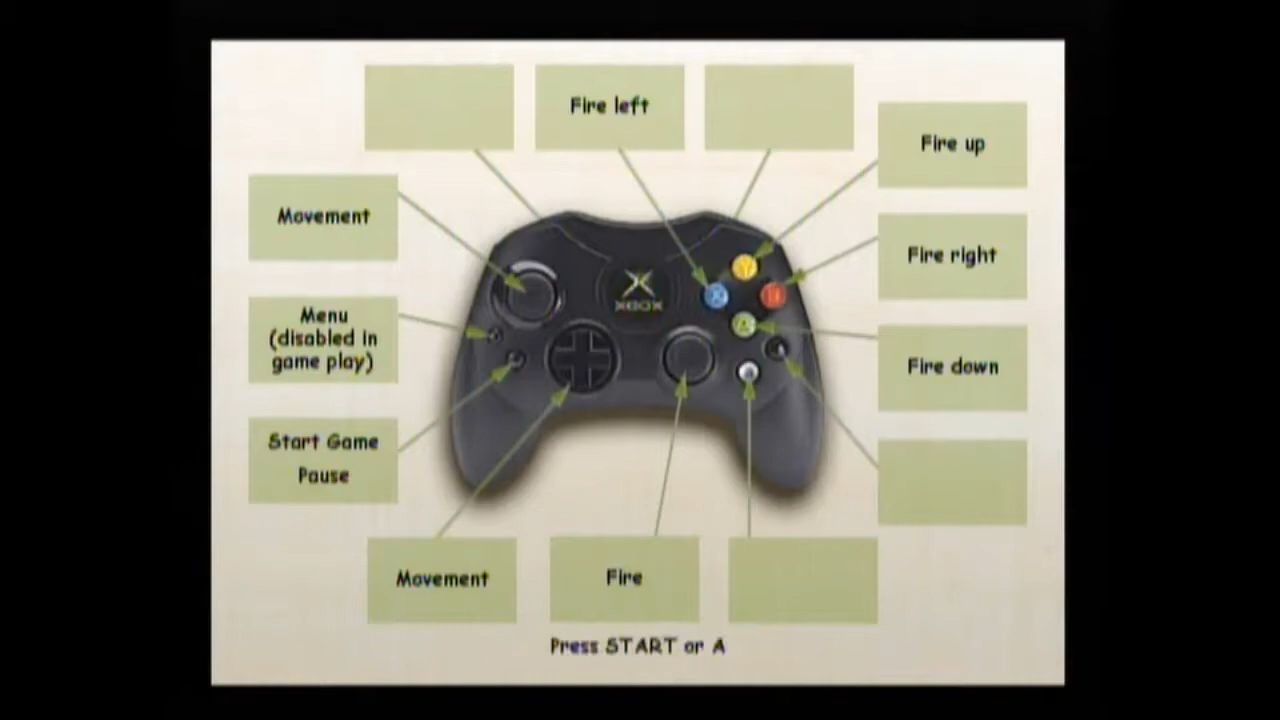 Fire left
Fire up
Movement
Fire right
XBOX
Y
X
B
A
Menu
(disabled in
game play)
Fire down
Start Game
Pause
Movement
Fire
Press START or A